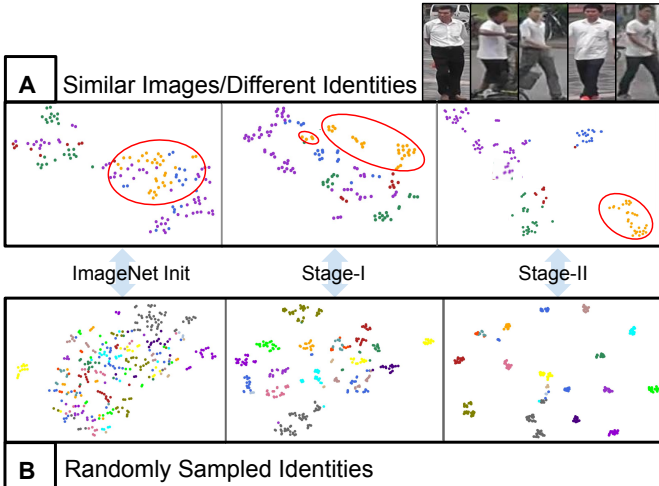 A Similar Images/Different Identities
ImageNet Init Stage-I Stage-II
B Randomly Sampled Identities